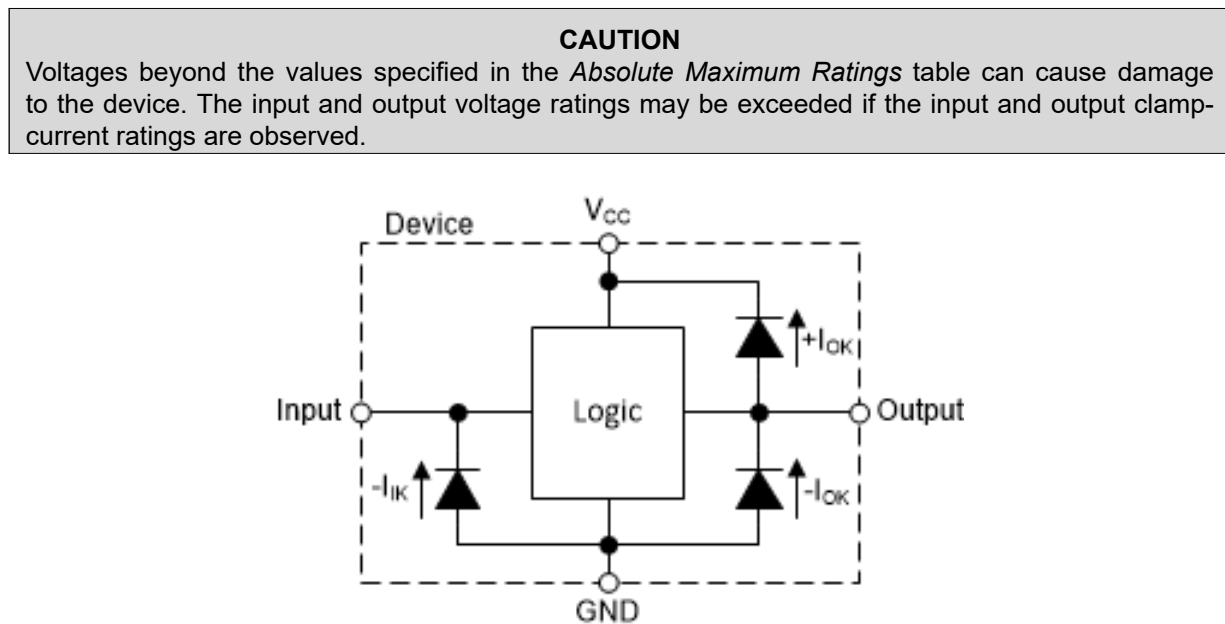 CAUTION
Voltages beyond the values specified in the Absolute Maximum Ratings table can cause damage
to the device. The input and output voltage ratings may be exceeded if the input and output clamp-
current ratings are observed.
VCC
Device
+IOK
Input
Logic
Output
-IIK
-IOK
GND